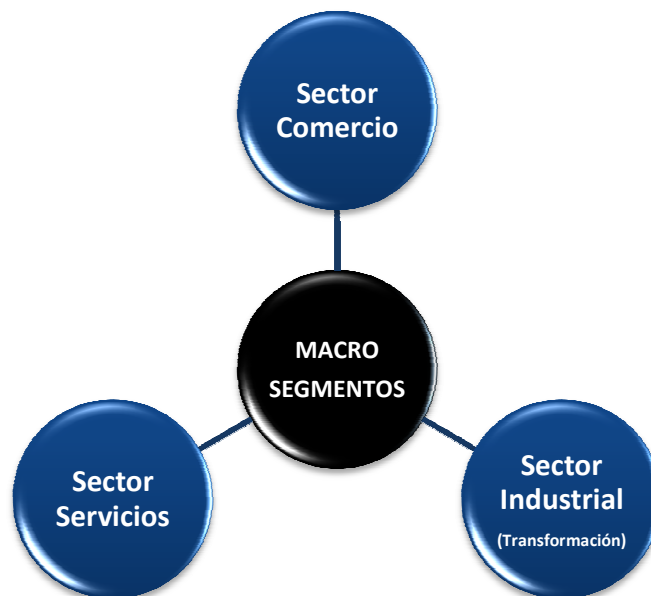 Sector
Comercio
MACRO
SEGMENTOS
Sector
Servicios
Sector
Industrial
(Transformación)